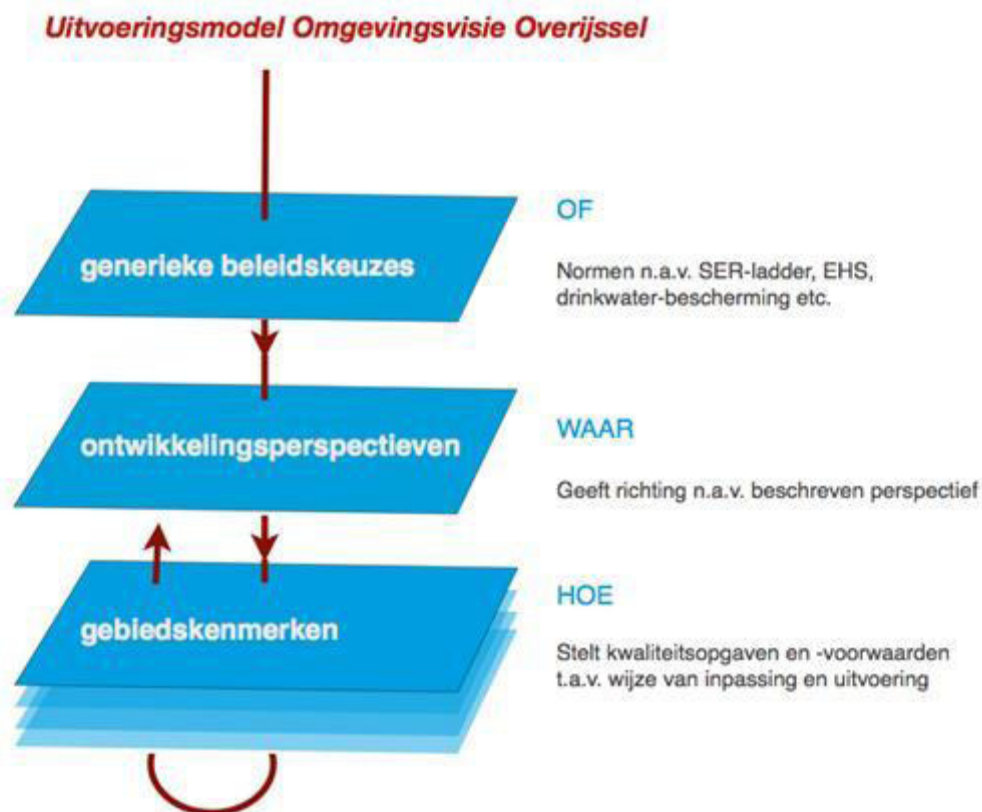 Uitvoeringsmodel Omgevingsvisie Overijssel
generieke beleidskeuzes
OF
Normen n.a.v. SER-ladder, EHS,
drinkwater-bescherming etc.
ontwikkelingsperspectieven
WAAR
Geeft richting n.a.v. beschreven perspectief
gebiedskenmerken
HOE
Stelt kwaliteitsopgaven en -voorwaarden
t.a.v. wijze van inpassing en uitvoering